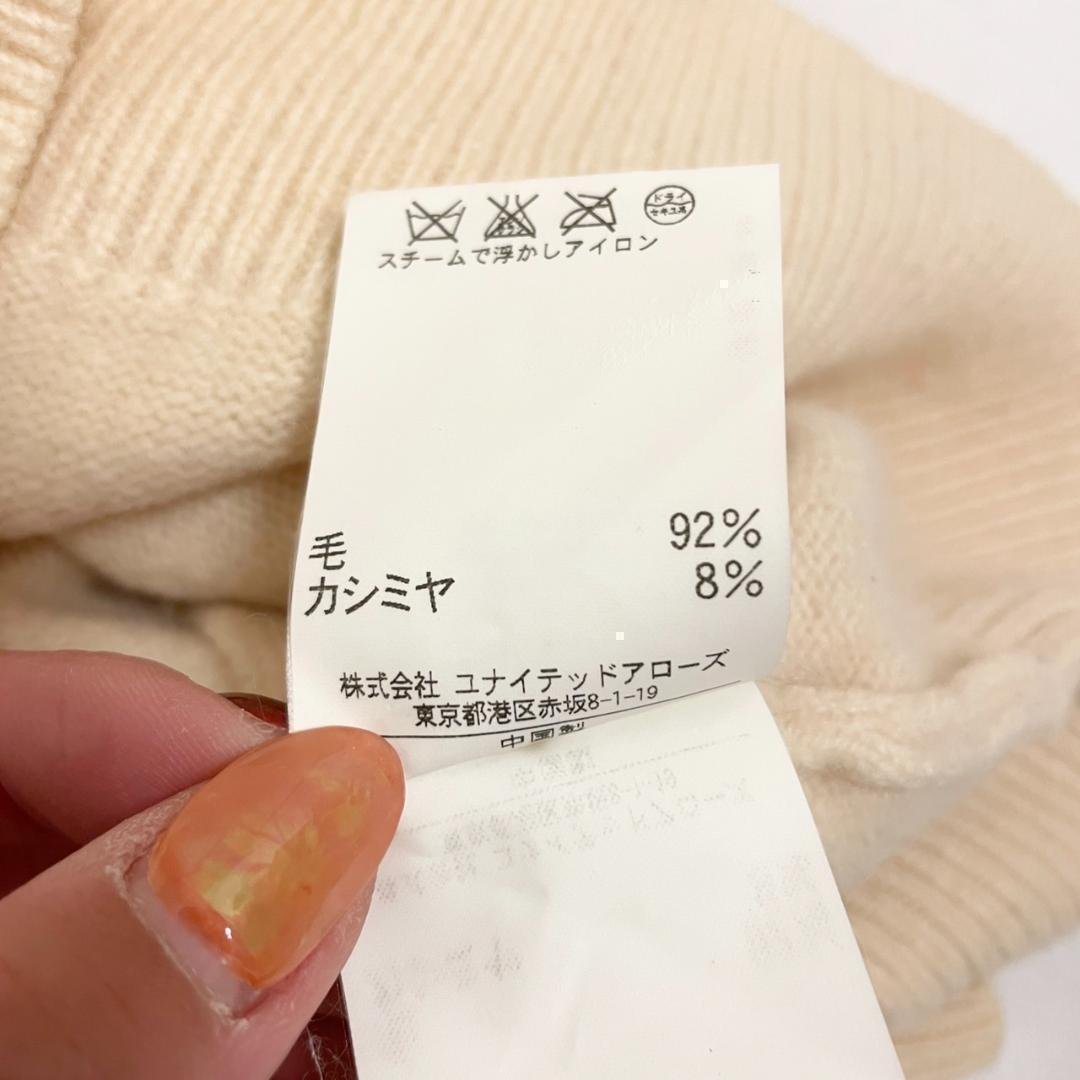 ドライ
セキユ系
スチームで浮かしアイロン
毛 92%
カシミヤ 8%
株式会社 ユナイテッドアローズ
東京都港区赤坂8-1-19
中国製